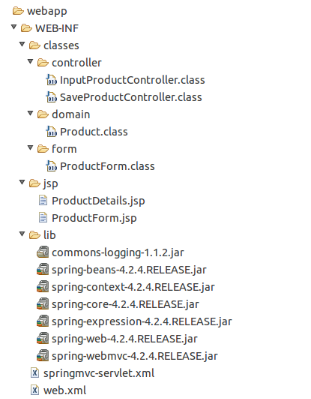 webapp
WEB-INF
classes
controller
InputProductController.class
SaveProductController.class
domain
Product.class
form
ProductForm.class
jsp
ProductDetails.jsp
ProductForm.jsp
lib
commons-logging-1.1.2.jar
spring-beans-4.2.4.RELEASE.jar
spring-context-4.2.4.RELEASE.jar
spring-core-4.2.4.RELEASE.jar
spring-expression-4.2.4.RELEASE.jar
spring-web-4.2.4.RELEASE.jar
spring-webmvc-4.2.4.RELEASE.jar
springmvc-servlet.xml
web.xml